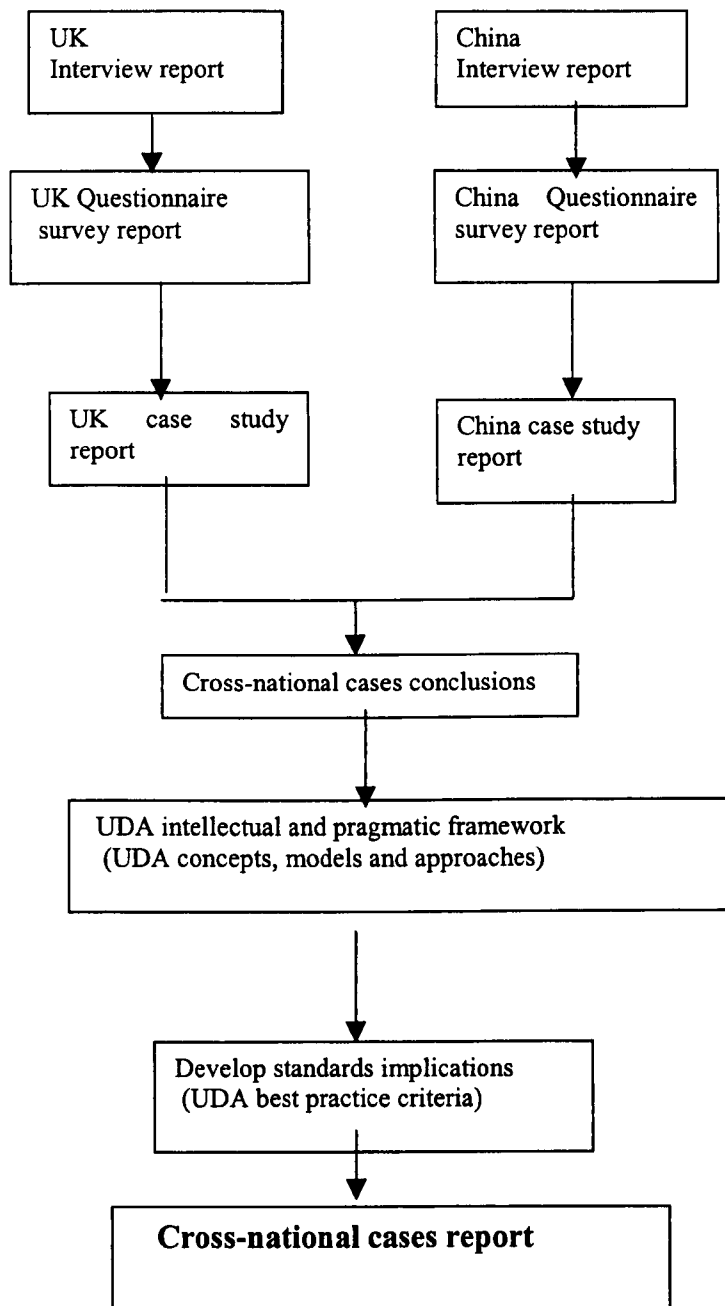 UK
Interview report
China
Interview report
UK Questionnaire
survey report
China Questionnaire
survey report
UK case study
report
China case study
report
Cross-national cases conclusions
UDA intellectual and pragmatic framework
(UDA concepts, models and approaches)
Develop standards implications
(UDA best practice criteria)
Cross-national cases report